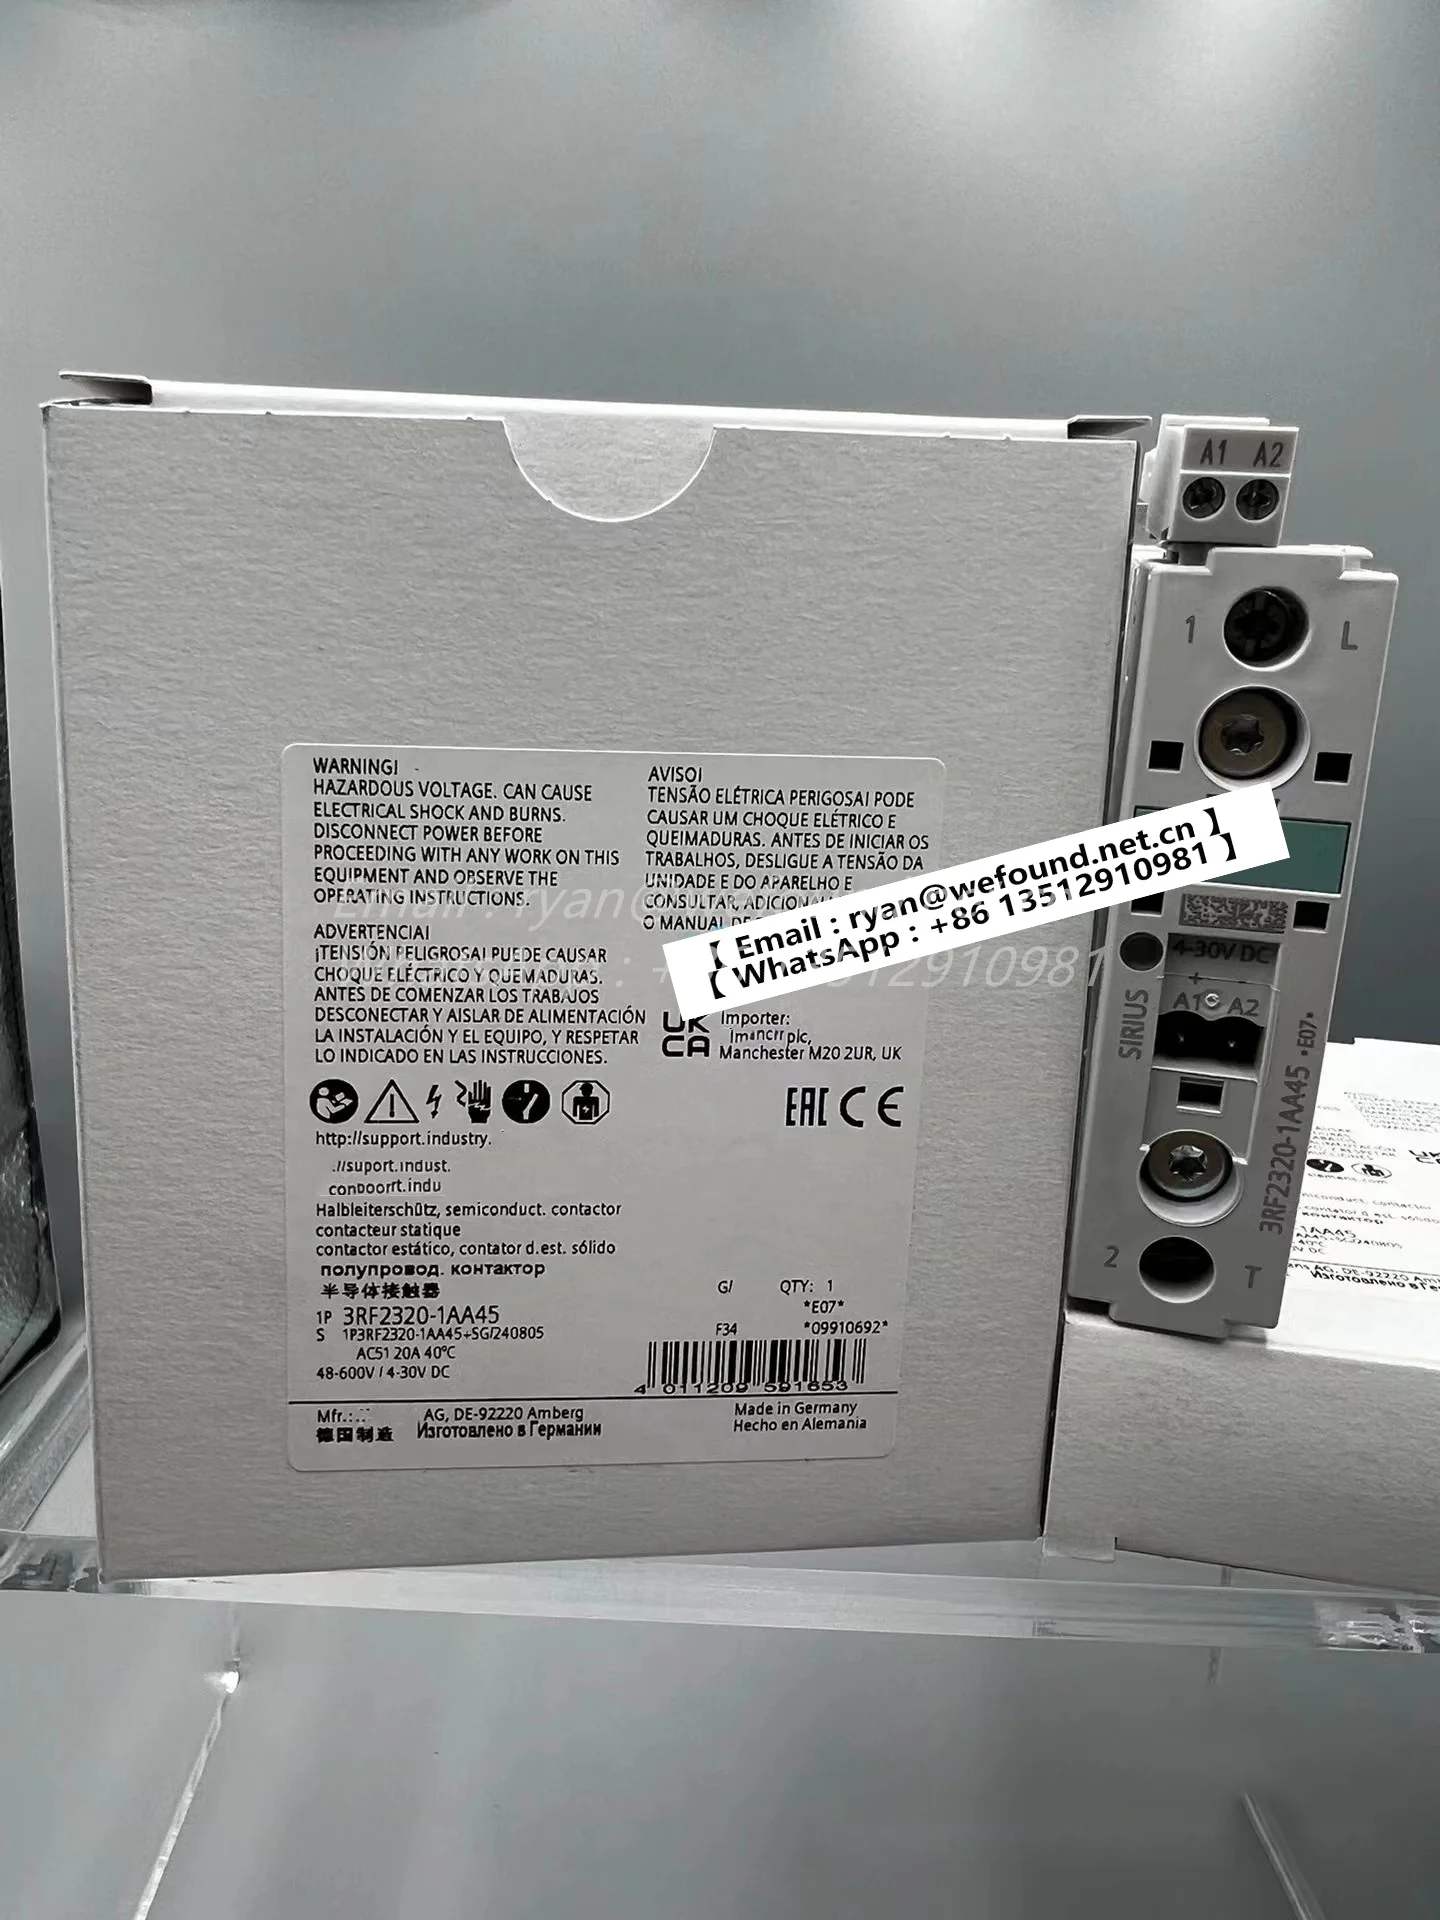 WARNING!
HAZARDOUS VOLTAGE. CAN CAUSE
ELECTRICAL SHOCK AND BURNS.
DISCONNECT POWER BEFORE
PROCEEDING WITH ANY WORK ON THIS
EQUIPMENT AND OBSERVE THE
OPERATING INSTRUCTIONS.
ADVERTENCIA!
¡TENSIÓN PELIGROSA! PUEDE CAUSAR
CHOQUE ELÉCTRICO Y QUEMADURAS.
ANTES DE COMENZAR LOS TRABAJOS
DESCONECTAR Y AISLAR DE ALIMENTACIÓN
LA INSTALACIÓN Y EL EQUIPO, Y RESPETAR
LO INDICADO EN LAS INSTRUCCIONES.
AVISO!
TENSÃO ELÉTRICA PERIGOSA! PODE
CAUSAR UM CHOQUE ELÉTRICO E
QUEIMADURAS. ANTES DE INICIAR OS
TRABALHOS, DESLIGUE A TENSÃO DA
UNIDADE E DO APARELHO E
CONSULTAR,
O MANUAL DE
UK
CA
Importer:
plc,
Manchester M20 2UR, UK
EAC CE
http://support.industry.
.//suport.indust.
Halbleiterschütz, semiconduct. contactor
contacteur statique
contactor estático, contator d.est. sólido
полупровод. контактор
半导体接触器
1P 3RF2320-1AA45
S 1P3RF2320-1AA45+SG/240805
AC51 20A 40°C
48-600V / 4-30V DC
G/ QTY: 1
*E07*
F34 *09910692*
4 011209 591653
Mfr.: AG, DE-92220 Amberg
德国制造 Изготовлено в Германии
Made in Germany
Hecho en Alemania
【 Email : ryan@wefound.net.cn 】
【 WhatsApp : +86 13512910981 】
A1 A2
1 L
4-30V DC
+
A1 A2
SIRIUS
3RF2320-1AA45 *E07*
2 T